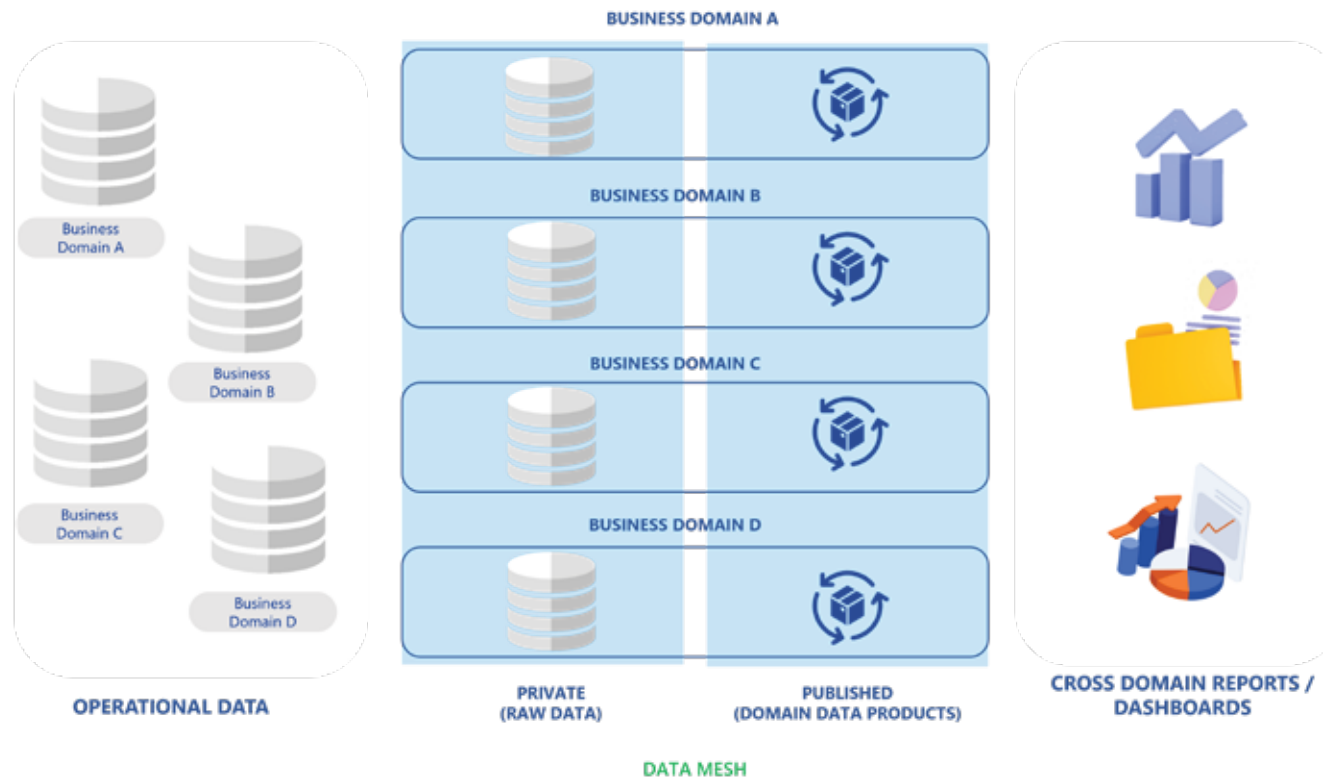 BUSINESS DOMAIN A
Business
Domain A
Business
Domain B
Business
Domain C
Business
Domain D
OPERATIONAL DATA
BUSINESS DOMAIN B
BUSINESS DOMAIN C
BUSINESS DOMAIN D
PRIVATE
(RAW DATA)
PUBLISHED
(DOMAIN DATA PRODUCTS)
CROSS DOMAIN REPORTS /
DASHBOARDS
DATA MESH